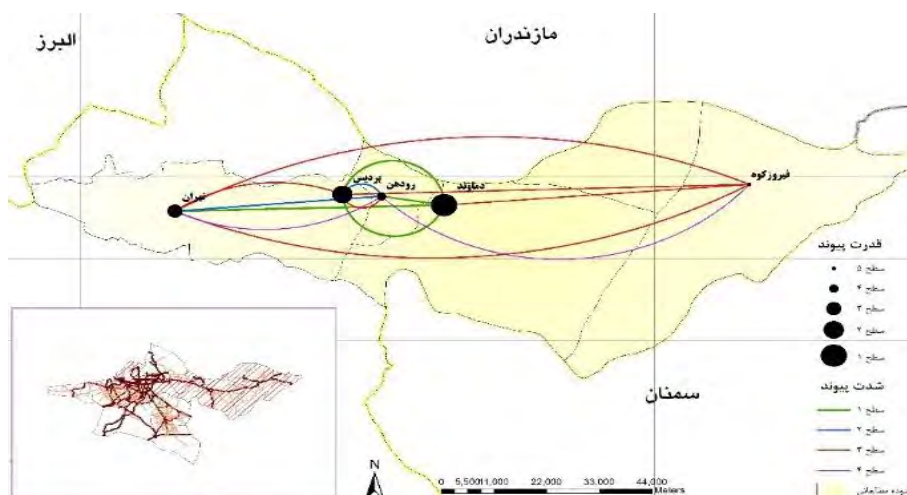 مازندران
البرز
تهران
پردیس
رودهن
دماوند
فیروزکوه
سمنان
قدرت پیوند
سطح ۵
سطح ۴
سطح ۳
سطح ۲
سطح ۱
شدت پیوند
سطح ۱
سطح ۲
سطح ۳
سطح ۴
مطالعاتی
N
0 5,500 11,000 22,000 33,000 44,000
Meters